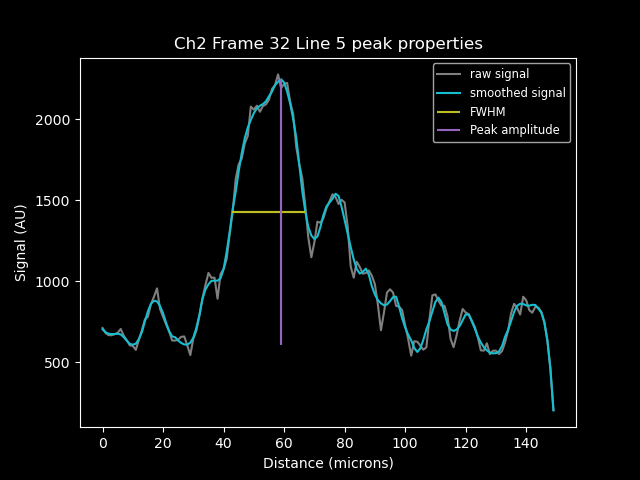 Ch2 Frame 32 Line 5 peak properties
raw signal
smoothed signal
FWHM
Peak amplitude
Signal (AU)
2000
1500
1000
500
0 20 40 60 80 100 120 140
Distance (microns)